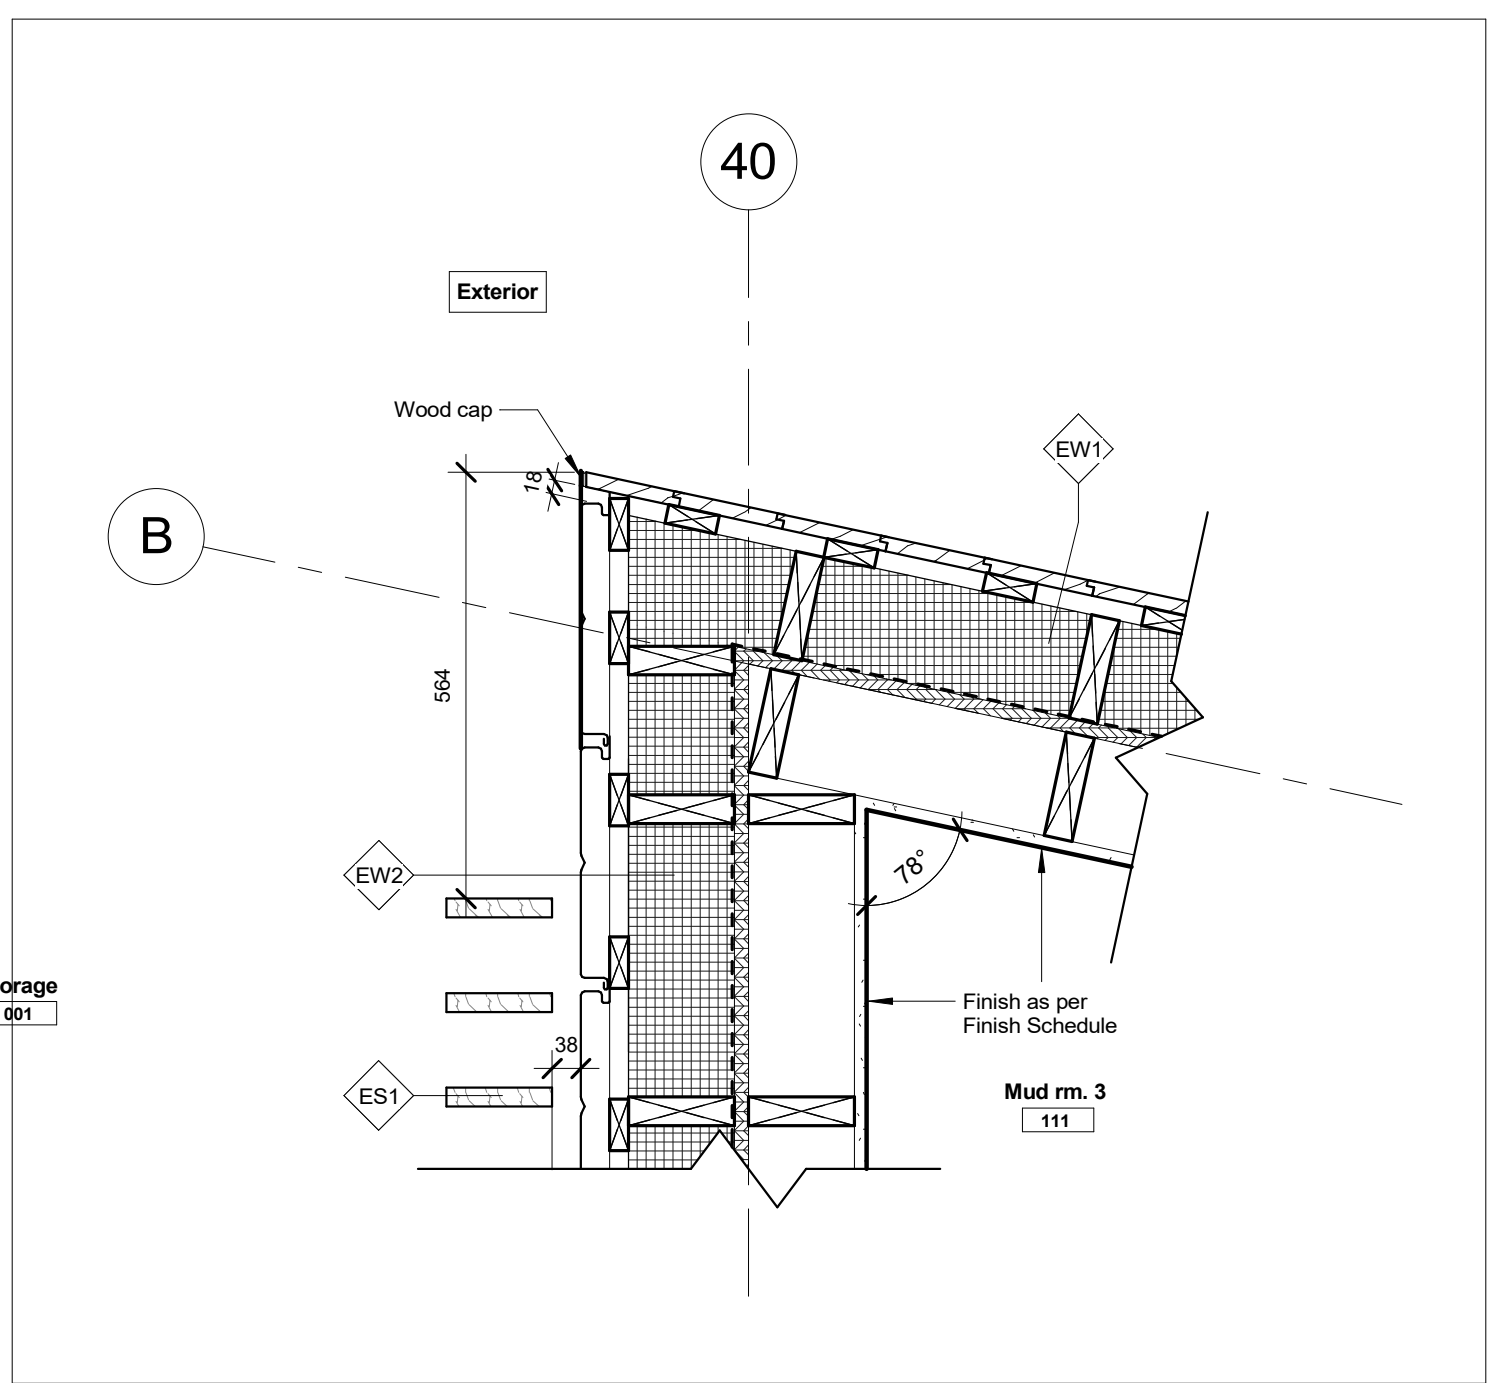 40
Exterior
Wood cap
EW1
18
B
564
78°
EW2
orage
001
Finish as per
Finish Schedule
38
ES1
Mud rm. 3
111